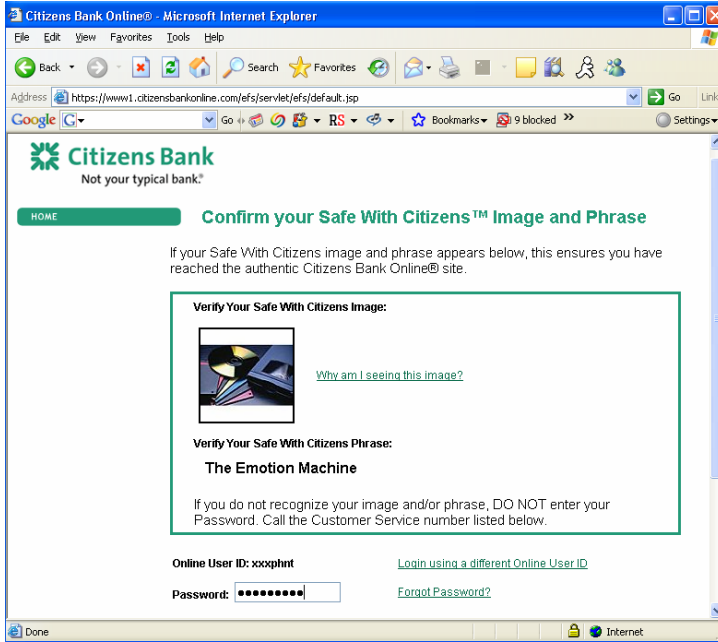 Citizens Bank Online® - Microsoft Internet Explorer
File Edit View Favorites Tools Help
Back Search Favorites
Address https://www1.citizensbankonline.com/efs/servlet/efs/default.jsp Go Link
Google G Go RS Bookmarks 9 blocked » Settings
Citizens Bank
Not your typical bank.®
HOME
Confirm your Safe With Citizens™ Image and Phrase
If your Safe With Citizens image and phrase appears below, this ensures you have
reached the authentic Citizens Bank Online® site.
Verify Your Safe With Citizens Image:
Why am I seeing this image?
Verify Your Safe With Citizens Phrase:
The Emotion Machine
If you do not recognize your image and/or phrase, DO NOT enter your
Password. Call the Customer Service number listed below.
Online User ID: xxxphnt Login using a different Online User ID
Password: ●●●●●●●●● Forgot Password?
Done Internet